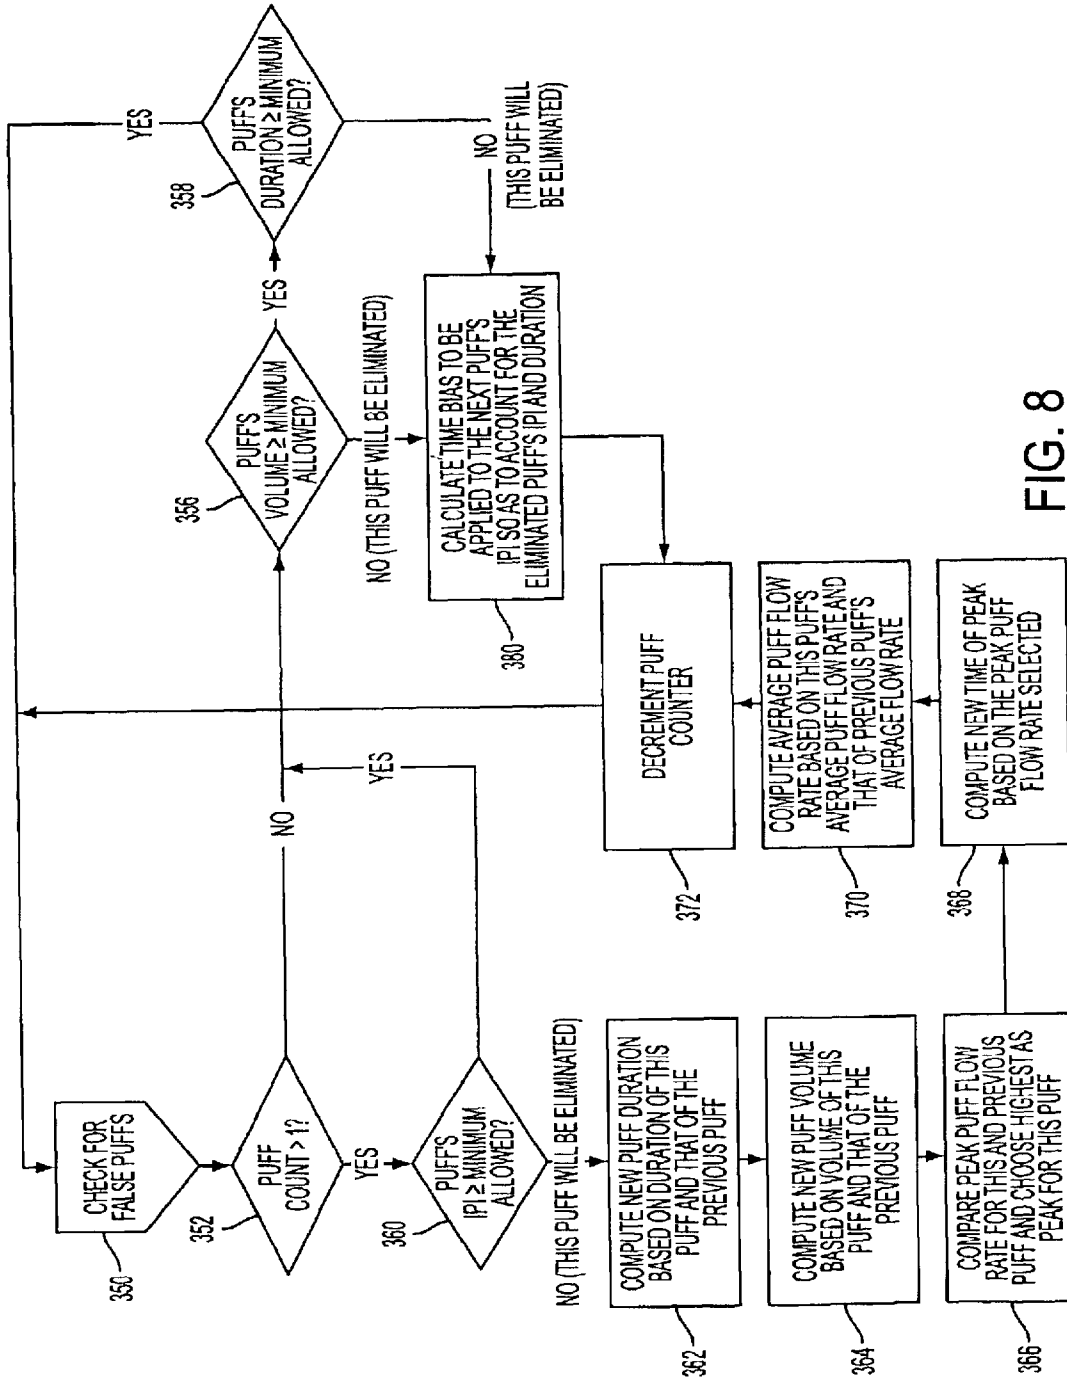 CHECK FOR
FALSE PUFFS
350
PUFF
COUNT > 1?
352
NO
YES
PUFF'S
IPI ≥ MINIMUM
ALLOWED?
360
YES
NO (THIS PUFF WILL BE ELIMINATED)
COMPUTE NEW PUFF DURATION
BASED ON DURATION OF THIS
PUFF AND THAT OF THE
PREVIOUS PUFF
362
COMPUTE NEW PUFF VOLUME
BASED ON VOLUME OF THIS
PUFF AND THAT OF THE
PREVIOUS PUFF
364
COMPARE PEAK PUFF FLOW
RATE FOR THIS AND PREVIOUS
PUFF AND CHOOSE HIGHEST AS
PEAK FOR THIS PUFF
366
COMPUTE NEW TIME OF PEAK
BASED ON THE PEAK PUFF
FLOW RATE SELECTED
368
COMPUTE AVERAGE PUFF FLOW
RATE BASED ON THIS PUFF'S
AVERAGE PUFF FLOW RATE AND
THAT OF PREVIOUS PUFF'S
AVERAGE FLOW RATE
370
DECREMENT PUFF
COUNTER
372
PUFF'S
VOLUME ≥ MINIMUM
ALLOWED?
356
YES
NO (THIS PUFF WILL BE ELIMINATED)
CALCULATE TIME BIAS TO BE
APPLIED TO THE NEXT PUFF'S
IPI SO AS TO ACCOUNT FOR THE
ELIMINATED PUFF'S IPI AND DURATION
380
PUFF'S
DURATION ≥ MINIMUM
ALLOWED?
358
YES
NO
(THIS PUFF WILL
BE ELIMINATED)
FIG. 8